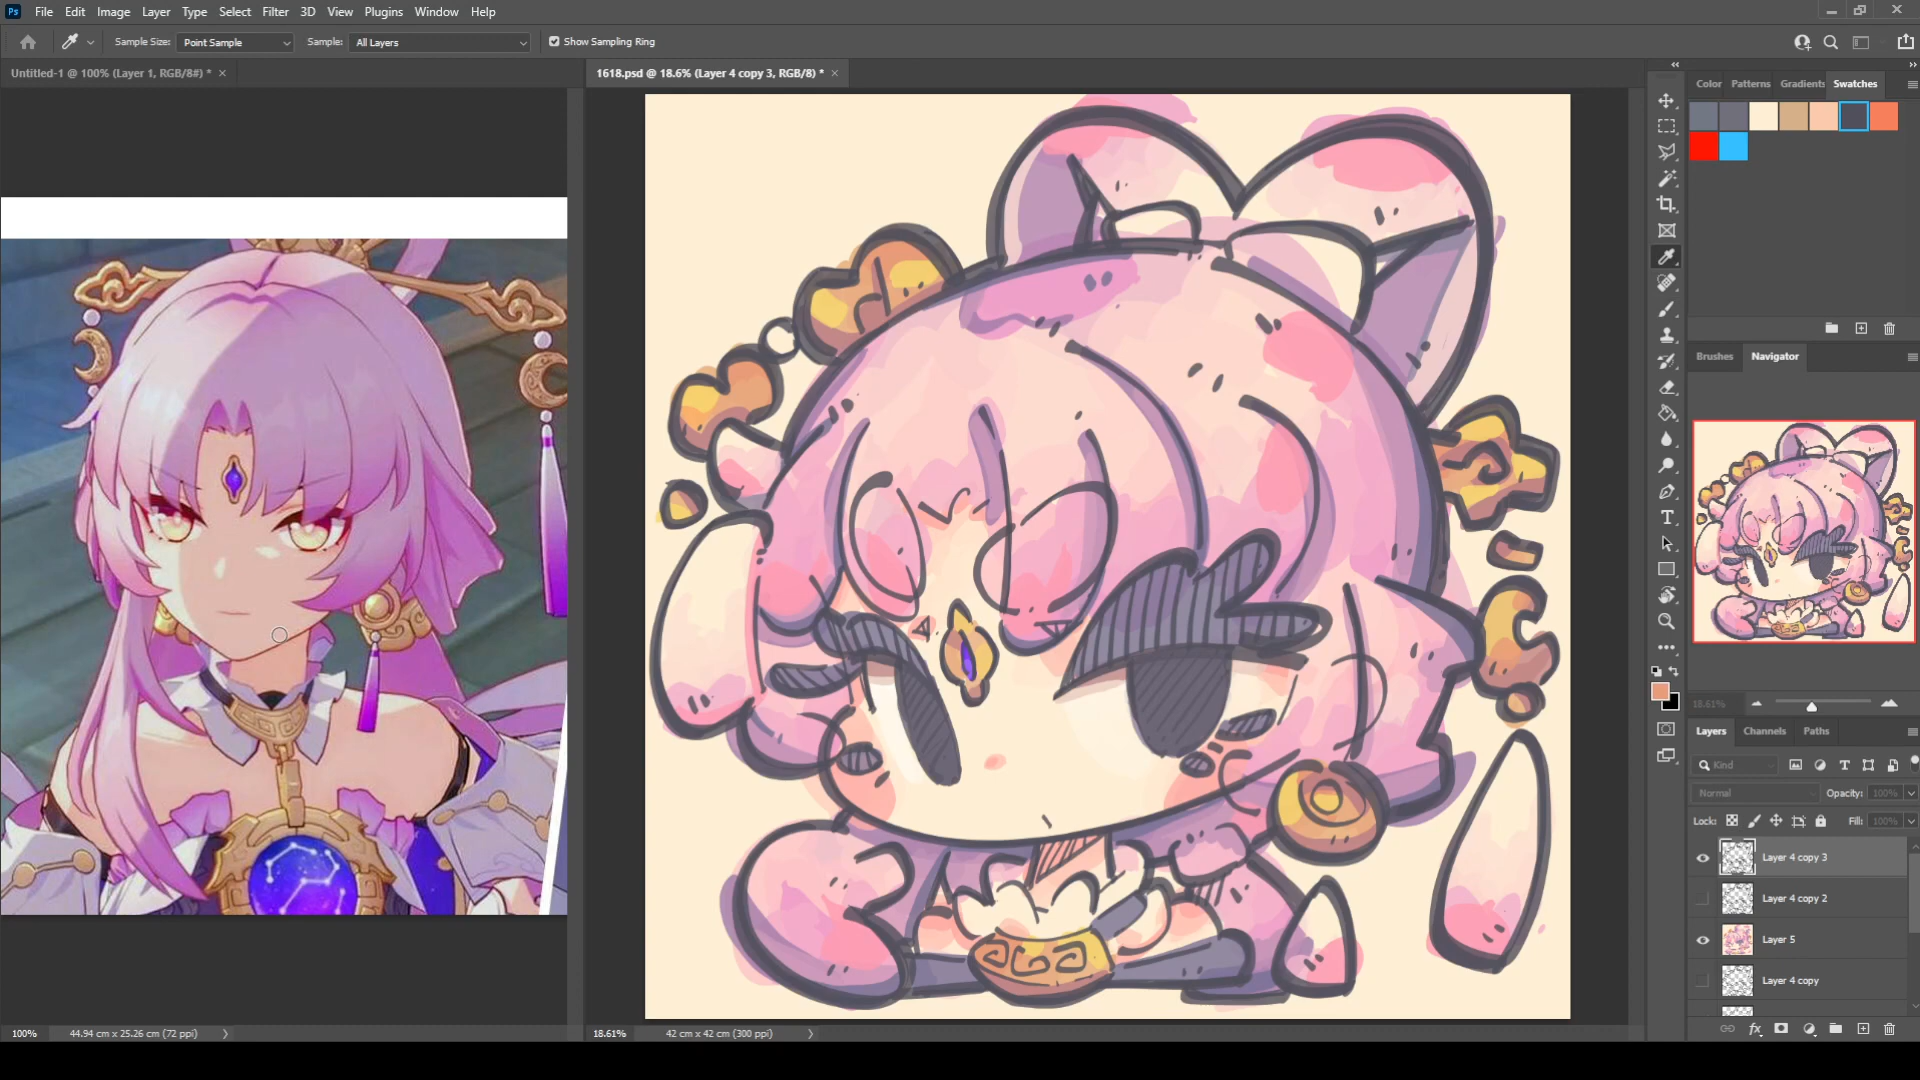 Ps File Edit Image Layer Type Select Filter 3D View Plugins Window Help
Sample Size: Point Sample Sample: All Layers Show Sampling Ring
Untitled-1 @ 100% (Layer 1, RGB/8#) * ×
1618.psd @ 18.6% (Layer 4 copy 3, RGB/8) * ×
Color Patterns Gradients Swatches
Brushes Navigator
18.61%
Layers Channels Paths
Kind
Normal Opacity: 100%
Lock: Fill: 100%
Layer 4 copy 3
Layer 4 copy 2
Layer 5
Layer 4 copy
100% 44.94 cm x 25.26 cm (72 ppi)
18.61% 42 cm x 42 cm (300 ppi)